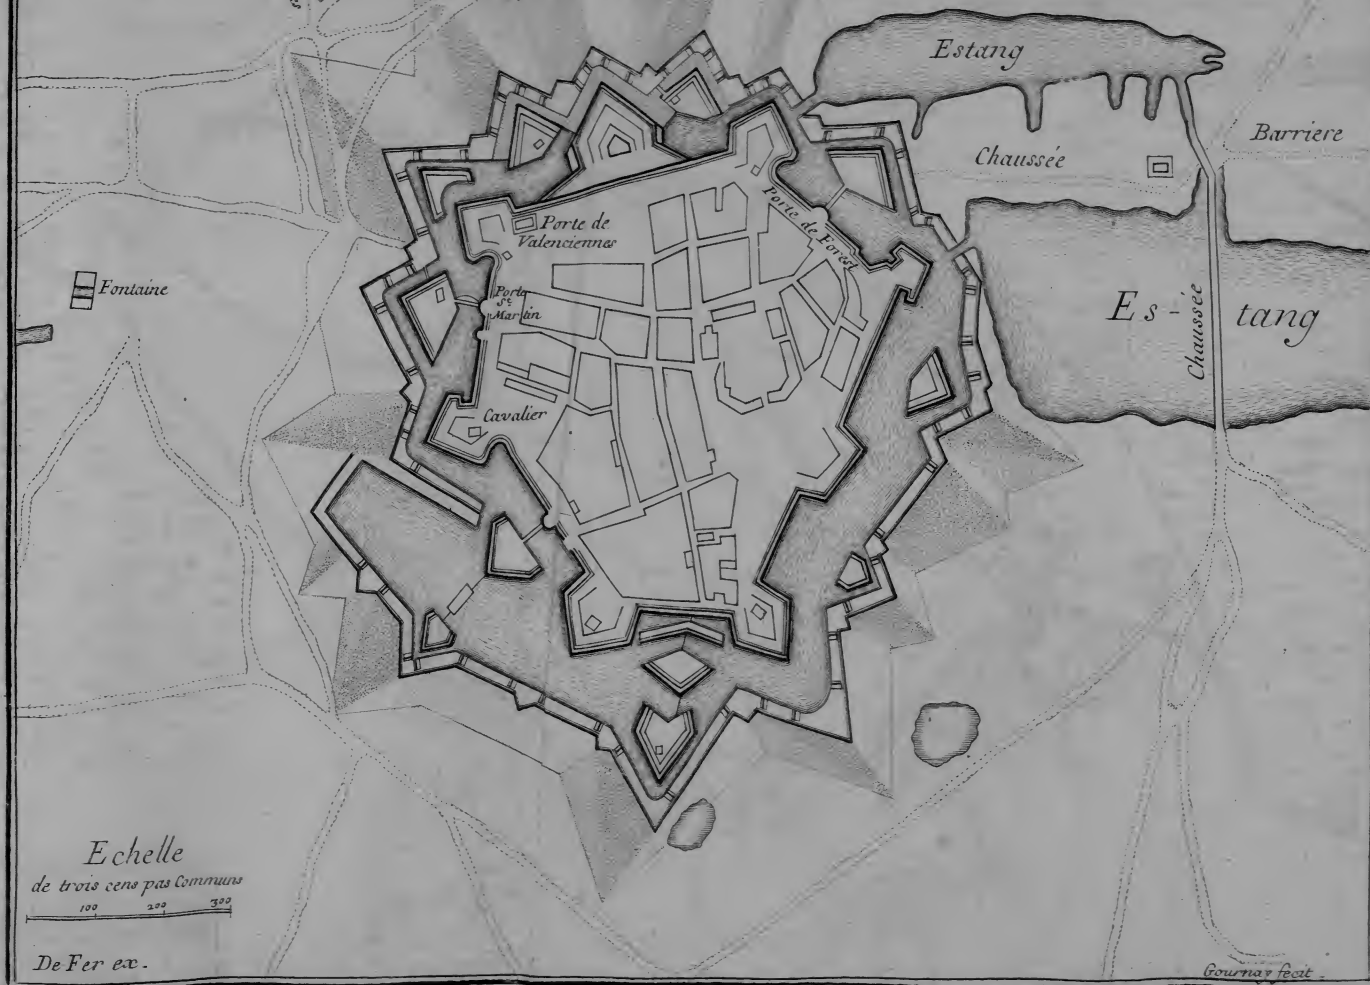 Estang
Barriere
Chaussée
Porte de Forest
Porte de
Valenciennes
Fontaine
Porte
St.
Martin
Es-tang
Chaussée
Cavalier
Echelle
de trois cens pas Communs
100 200 300
De Fer ex.
Gournay fecit.